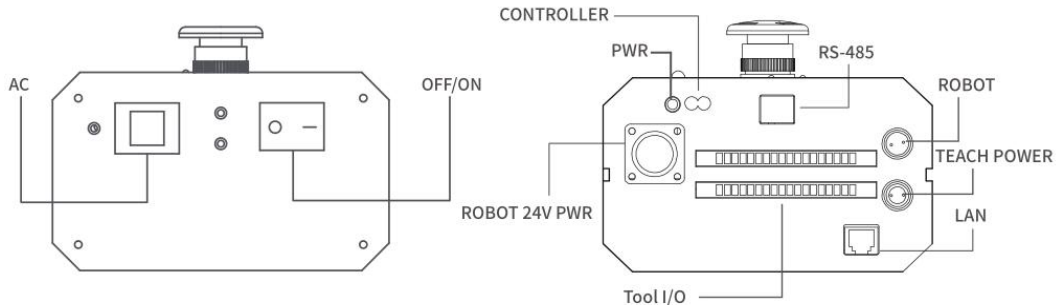 AC
OFF/ON
CONTROLLER
PWR
RS-485
ROBOT
TEACH POWER
ROBOT 24V PWR
LAN
Tool I/O